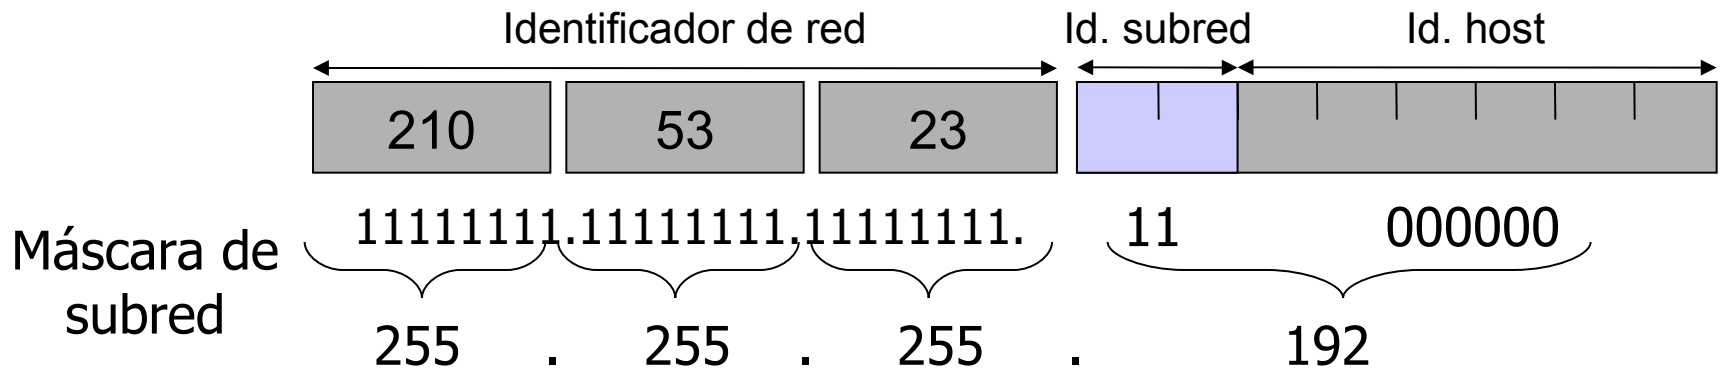 Identificador de red Id. subred Id. host
210 53 23
11111111.11111111.11111111. 11 000000
Máscara de
subred
255 . 255 . 255 . 192